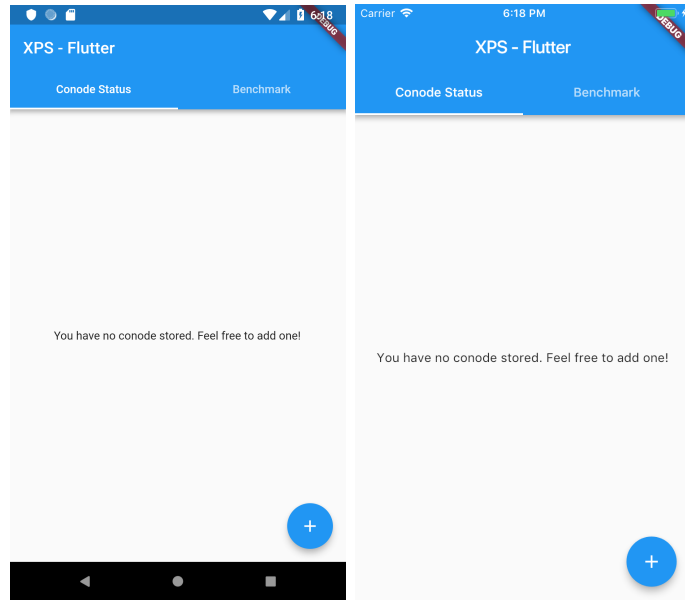 6:18
DEBUG
XPS - Flutter
Conode Status
Benchmark
You have no conode stored. Feel free to add one!
Carrier
6:18 PM
DEBUG
XPS - Flutter
Conode Status
Benchmark
You have no conode stored. Feel free to add one!